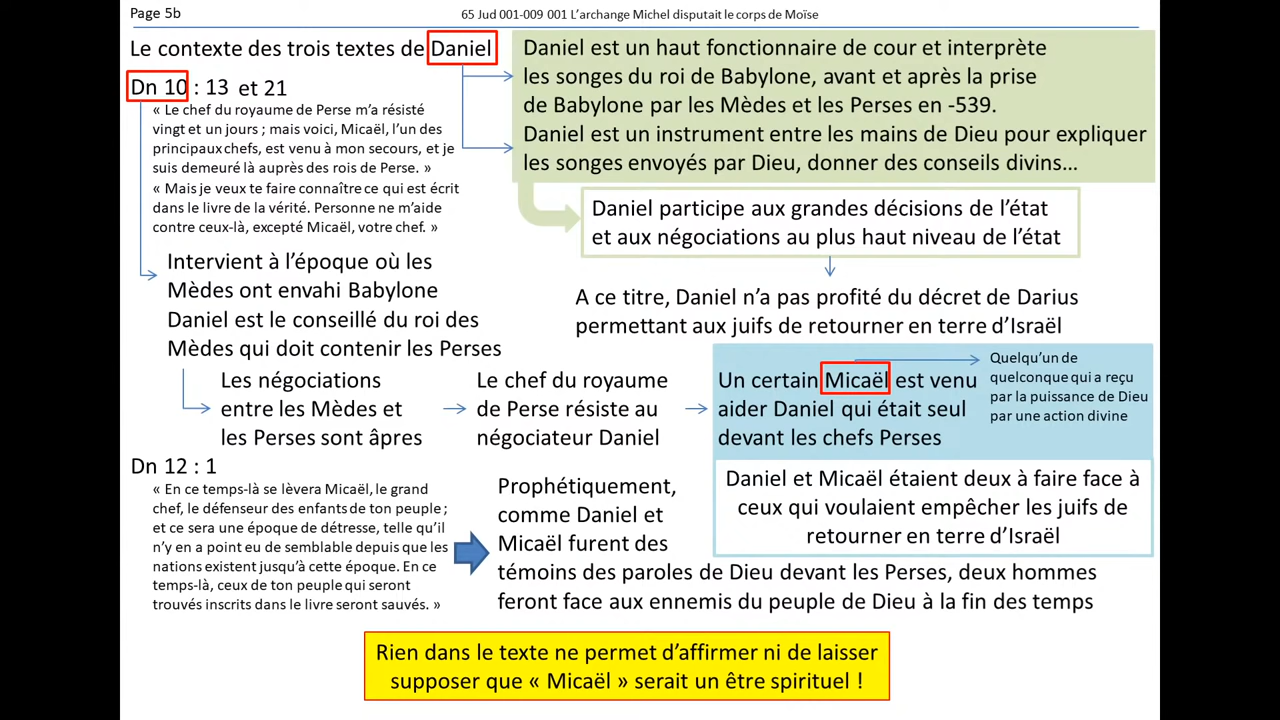 Page 5b
65 Jud 001-009 001 L’archange Michel disputait le corps de Moïse
Le contexte des trois textes de Daniel
Dn 10 : 13 et 21
« Le chef du royaume de Perse m’a résisté
vingt et un jours ; mais voici, Micaël, l’un des
principaux chefs, est venu à mon secours, et je
suis demeuré là auprès des rois de Perse. »
« Mais je veux te faire connaître ce qui est écrit
dans le livre de la vérité. Personne ne m’aide
contre ceux-là, excepté Micaël, votre chef. »
Daniel est un haut fonctionnaire de cour et interprète
les songes du roi de Babylone, avant et après la prise
de Babylone par les Mèdes et les Perses en -539.
Daniel est un instrument entre les mains de Dieu pour expliquer
les songes envoyés par Dieu, donner des conseils divins…
Daniel participe aux grandes décisions de l’état
et aux négociations au plus haut niveau de l’état
A ce titre, Daniel n’a pas profité du décret de Darius
permettant aux juifs de retourner en terre d’Israël
Intervient à l’époque où les
Mèdes ont envahi Babylone
Daniel est le conseillé du roi des
Mèdes qui doit contenir les Perses
Les négociations
entre les Mèdes et
les Perses sont âpres
Le chef du royaume
de Perse résiste au
négociateur Daniel
Un certain Micaël est venu
aider Daniel qui était seul
devant les chefs Perses
Quelqu’un de
quelconque qui a reçu
par la puissance de Dieu
par une action divine
Daniel et Micaël étaient deux à faire face à
ceux qui voulaient empêcher les juifs de
retourner en terre d’Israël
Dn 12 : 1
« En ce temps-là se lèvera Micaël, le grand
chef, le défenseur des enfants de ton peuple ;
et ce sera une époque de détresse, telle qu’il
n’y en a point eu de semblable depuis que les
nations existent jusqu’à cette époque. En ce
temps-là, ceux de ton peuple qui seront
trouvés inscrits dans le livre seront sauvés. »
Prophétiquement,
comme Daniel et
Micaël furent des
témoins des paroles de Dieu devant les Perses, deux hommes
feront face aux ennemis du peuple de Dieu à la fin des temps
Rien dans le texte ne permet d’affirmer ni de laisser
supposer que « Micaël » serait un être spirituel !